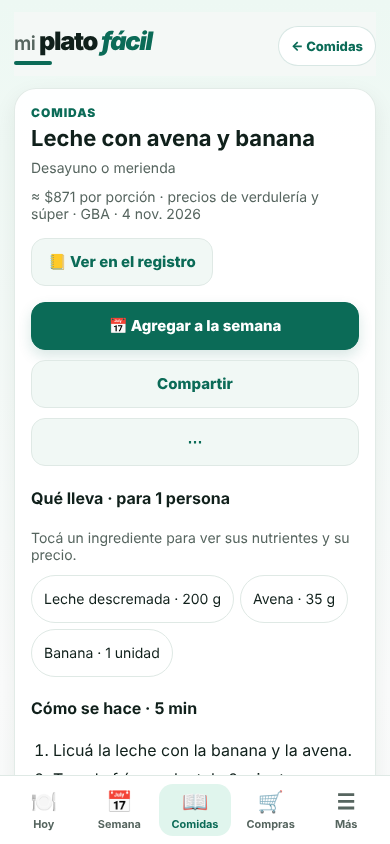 mi plato fácil
← Comidas
COMIDAS
Leche con avena y banana
Desayuno o merienda
≈ $871 por porción · precios de verdulería y
súper · GBA · 4 nov. 2026
📒 Ver en el registro
📅 Agregar a la semana
Compartir
...
Qué lleva · para 1 persona
Tocá un ingrediente para ver sus nutrientes y su
precio.
Leche descremada · 200 g
Avena · 35 g
Banana · 1 unidad
Cómo se hace · 5 min
1. Licuá la leche con la banana y la avena.
Hoy
Semana
Comidas
Compras
Más